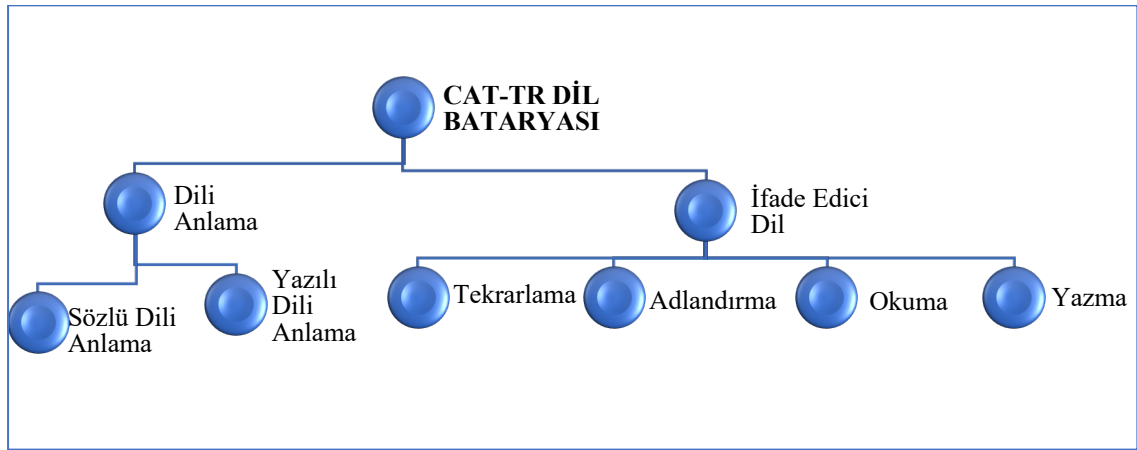 CAT-TR DİL
BATARYASI
Dili
Anlama
İfade Edici
Dil
Sözlü Dili
Anlama
Yazılı
Dili
Anlama
Tekrarlama
Adlandırma
Okuma
Yazma